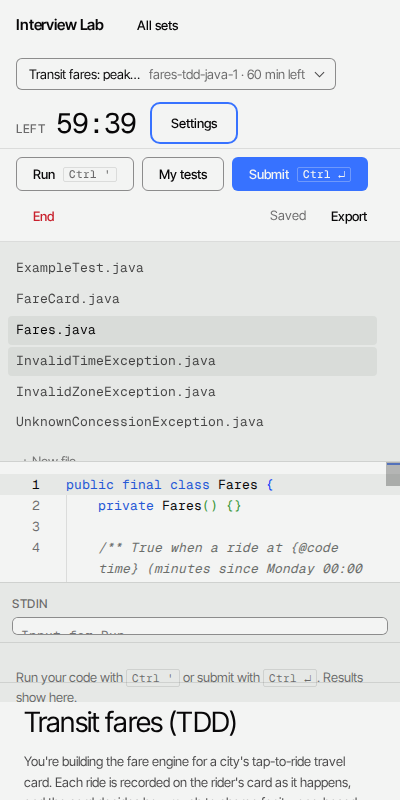 Interview Lab All sets
Transit fares: peak... fares-tdd-java-1 · 60 min left
LEFT 59:39 Settings
Run Ctrl ' My tests Submit Ctrl ↵
End Saved Export
ExampleTest.java
FareCard.java
Fares.java
InvalidTimeException.java
InvalidZoneException.java
UnknownConcessionException.java
+ New file
1 public final class Fares {
2 private Fares() {}
3
4 /** True when a ride at {@code
time} (minutes since Monday 00:00
STDIN
Input for Run
Run your code with Ctrl ' or submit with Ctrl ↵. Results
show here.
Transit fares (TDD)
You're building the fare engine for a city's tap-to-ride travel
card. Each ride is recorded on the rider's card as it happens,